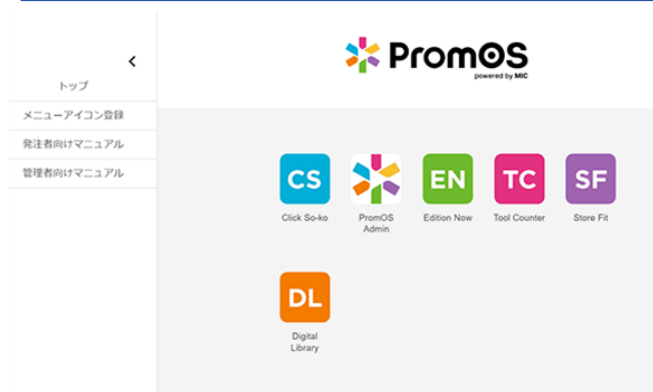 トップ
メニューアイコン登録
発注者向けマニュアル
管理者向けマニュアル
PromOS
powered by MIC
CS
EN
TC
SF
Click So-ko
PromOS
Admin
Edition Now
Tool Counter
Store Fit
DL
Digital
Library